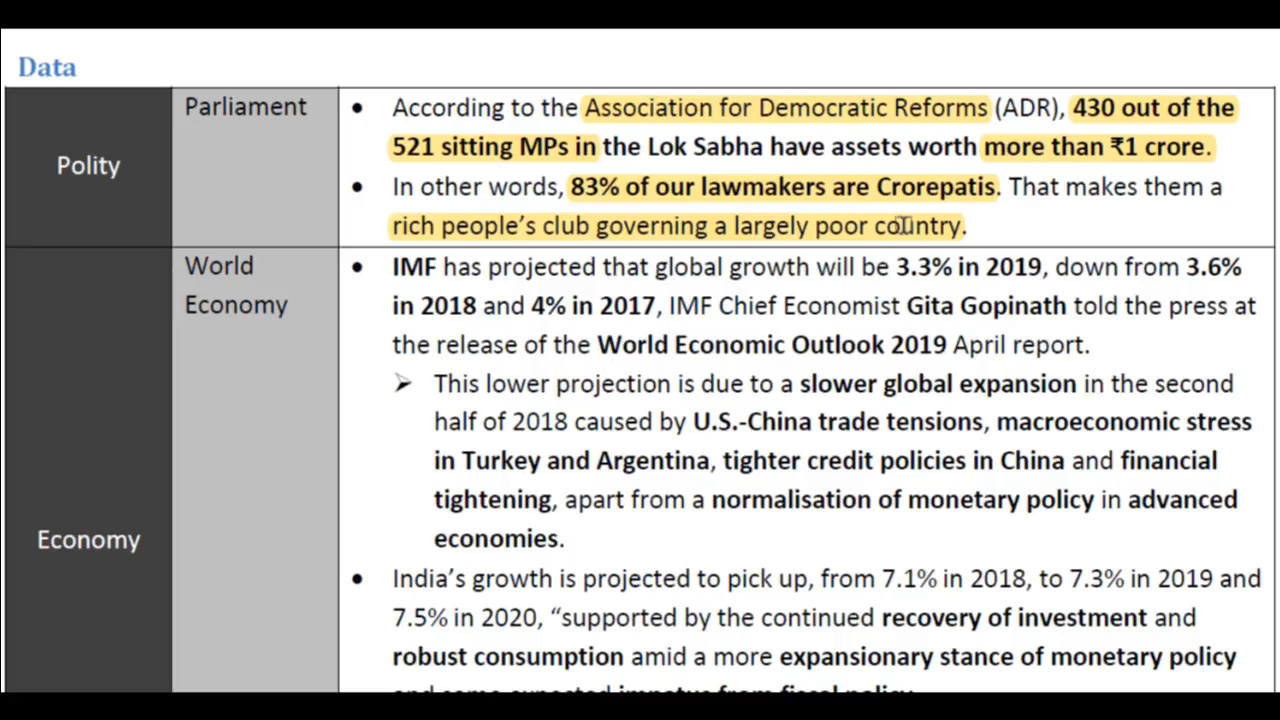 Data
Polity
Parliament
• According to the Association for Democratic Reforms (ADR), 430 out of the
521 sitting MPs in the Lok Sabha have assets worth more than ₹1 crore.
• In other words, 83% of our lawmakers are Crorepatis. That makes them a
rich people's club governing a largely poor country.
Economy
World
Economy
• IMF has projected that global growth will be 3.3% in 2019, down from 3.6%
in 2018 and 4% in 2017, IMF Chief Economist Gita Gopinath told the press at
the release of the World Economic Outlook 2019 April report.
➢ This lower projection is due to a slower global expansion in the second
half of 2018 caused by U.S.-China trade tensions, macroeconomic stress
in Turkey and Argentina, tighter credit policies in China and financial
tightening, apart from a normalisation of monetary policy in advanced
economies.
• India's growth is projected to pick up, from 7.1% in 2018, to 7.3% in 2019 and
7.5% in 2020, “supported by the continued recovery of investment and
robust consumption amid a more expansionary stance of monetary policy
and some expected impetus from fiscal policy.